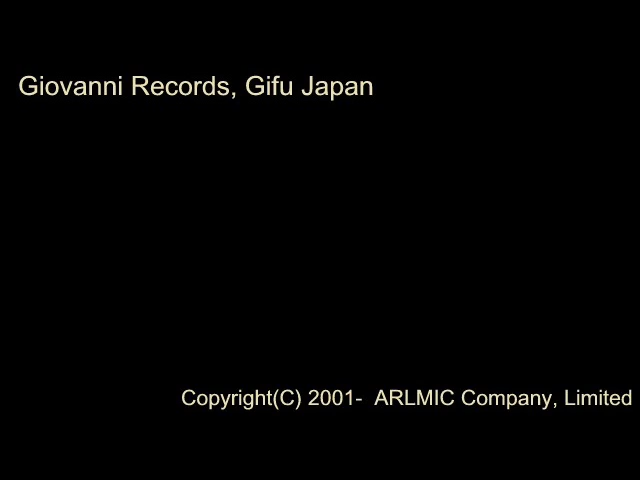 Giovanni Records, Gifu Japan
Copyright(C) 2001-  ARLMIC Company, Limited